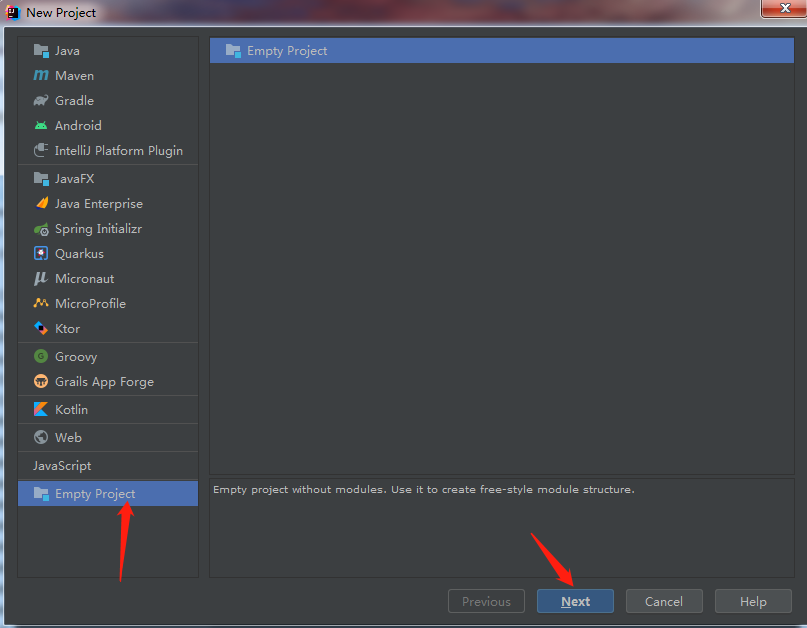 New Project
Java
Maven
Gradle
Android
IntelliJ Platform Plugin
JavaFX
Java Enterprise
Spring Initializr
Quarkus
Micronaut
MicroProfile
Ktor
Groovy
Grails App Forge
Kotlin
Web
JavaScript
Empty Project
Empty Project
Empty project without modules. Use it to create free-style module structure.
Previous
Next
Cancel
Help